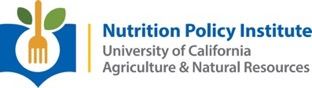 Nutrition Policy Institute
University of California
Agriculture & Natural Resources